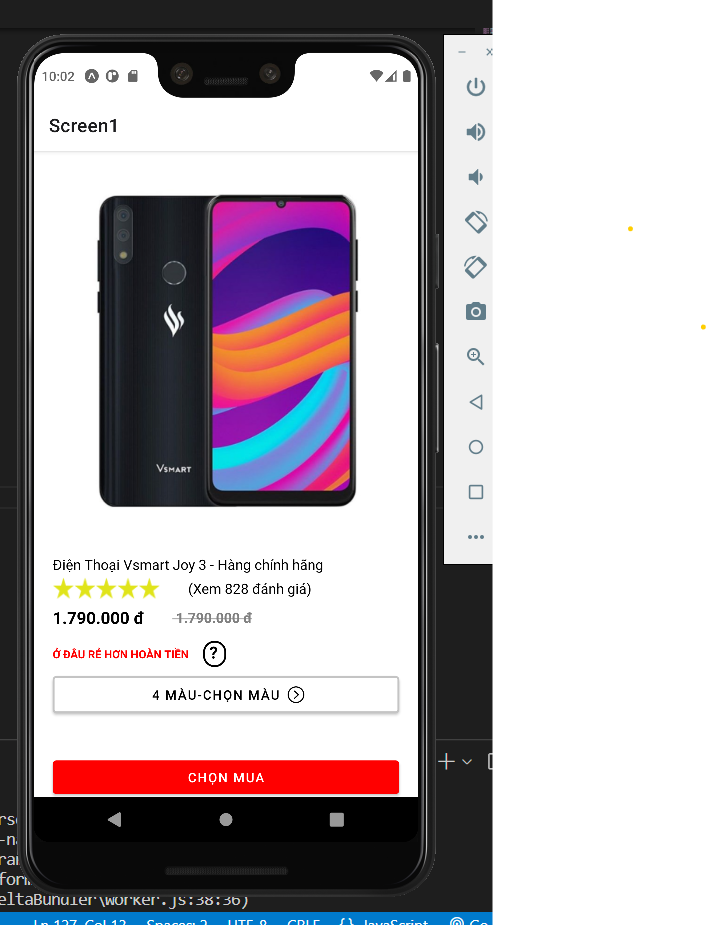 10:02
Screen1
VSMART
Điện Thoại Vsmart Joy 3 - Hàng chính hãng
(Xem 828 đánh giá)
1.790.000 đ 1.790.000 đ
Ở ĐÂU RẺ HƠN HOÀN TIỀN ?
4 MÀU-CHỌN MÀU
CHỌN MUA
eltaBundler\Worker.js:38:36)
Ln 127, Col 12 Spaces: 2 UTF-8 CRLF {} JavaScript Go